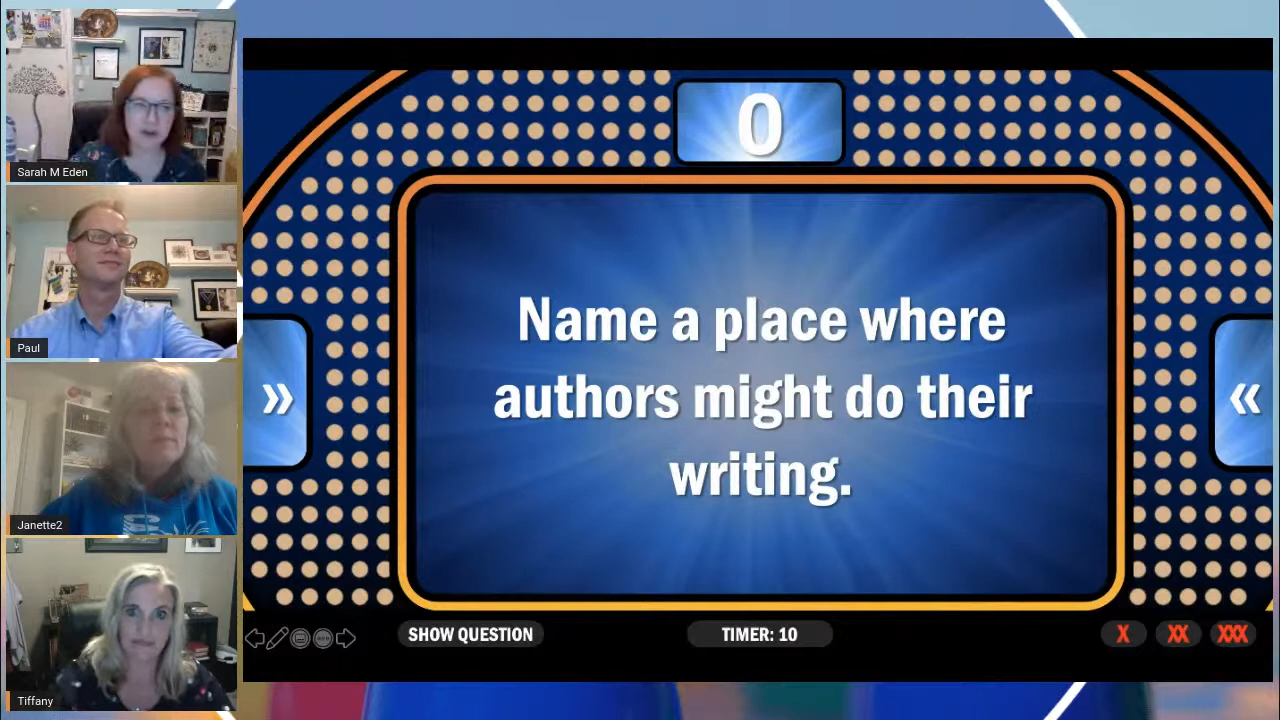 Sarah M Eden
Paul
Janette2
Tiffany
0
Name a place where
authors might do their
writing.
»
«
SHOW QUESTION
TIMER: 10
X
XX
XXX